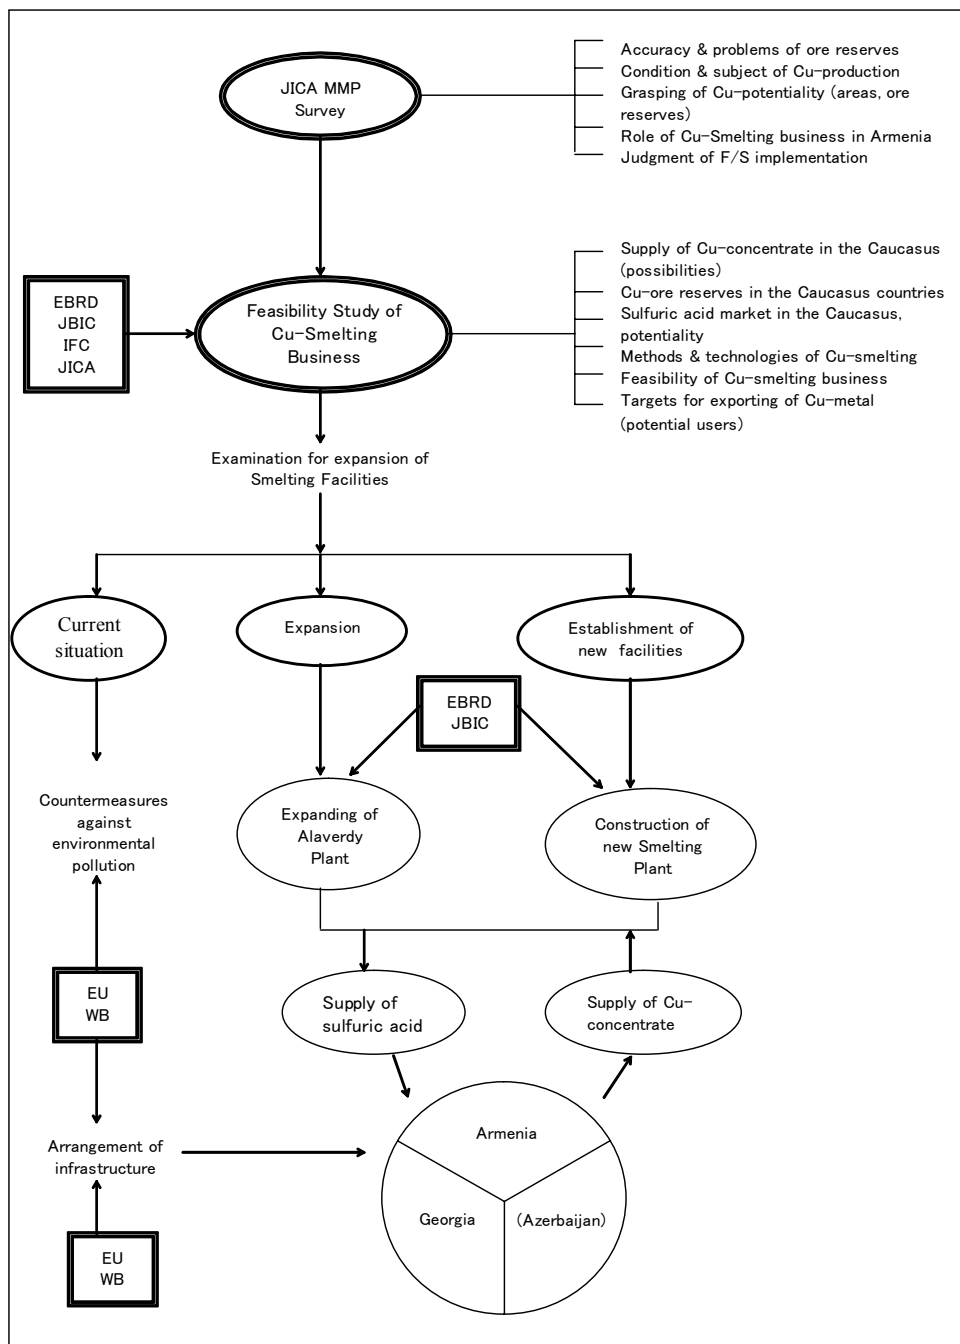 JICA MMP
Survey
Accuracy & problems of ore reserves
Condition & subject of Cu-production
Grasping of Cu-potentiality (areas, ore
reserves)
Role of Cu-Smelting business in Armenia
Judgment of F/S implementation
EBRD
JBIC
IFC
JICA
Feasibility Study of
Cu-Smelting
Business
Supply of Cu-concentrate in the Caucasus
(possibilities)
Cu-ore reserves in the Caucasus countries
Sulfuric acid market in the Caucasus,
potentiality
Methods & technologies of Cu-smelting
Feasibility of Cu-smelting business
Targets for exporting of Cu-metal
(potential users)
Examination for expansion of
Smelting Facilities
Current
situation
Expansion
Establishment of
new facilities
EBRD
JBIC
Countermeasures
against
environmental
pollution
Expanding of
Alaverdy
Plant
Construction of
new Smelting
Plant
EU
WB
Supply of
sulfuric acid
Supply of Cu-
concentrate
Arrangement of
infrastructure
Armenia
Georgia
(Azerbaijan)
EU
WB